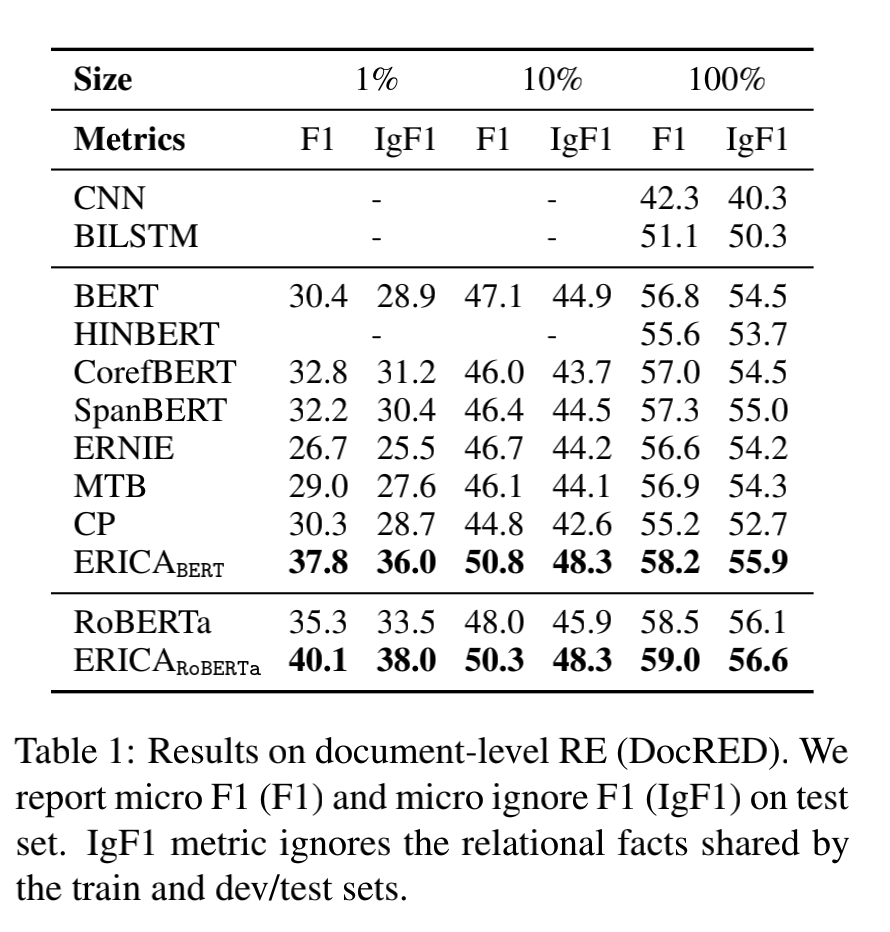 Size 1% 10% 100%
Metrics F1 IgF1 F1 IgF1 F1 IgF1
CNN - - 42.3 40.3
BILSTM - - 51.1 50.3
BERT 30.4 28.9 47.1 44.9 56.8 54.5
HINBERT - - 55.6 53.7
CorefBERT 32.8 31.2 46.0 43.7 57.0 54.5
SpanBERT 32.2 30.4 46.4 44.5 57.3 55.0
ERNIE 26.7 25.5 46.7 44.2 56.6 54.2
MTB 29.0 27.6 46.1 44.1 56.9 54.3
CP 30.3 28.7 44.8 42.6 55.2 52.7
ERICABERT 37.8 36.0 50.8 48.3 58.2 55.9
RoBERTa 35.3 33.5 48.0 45.9 58.5 56.1
ERICARoBERTa 40.1 38.0 50.3 48.3 59.0 56.6
Table 1: Results on document-level RE (DocRED). We
report micro F1 (F1) and micro ignore F1 (IgF1) on test
set. IgF1 metric ignores the relational facts shared by
the train and dev/test sets.